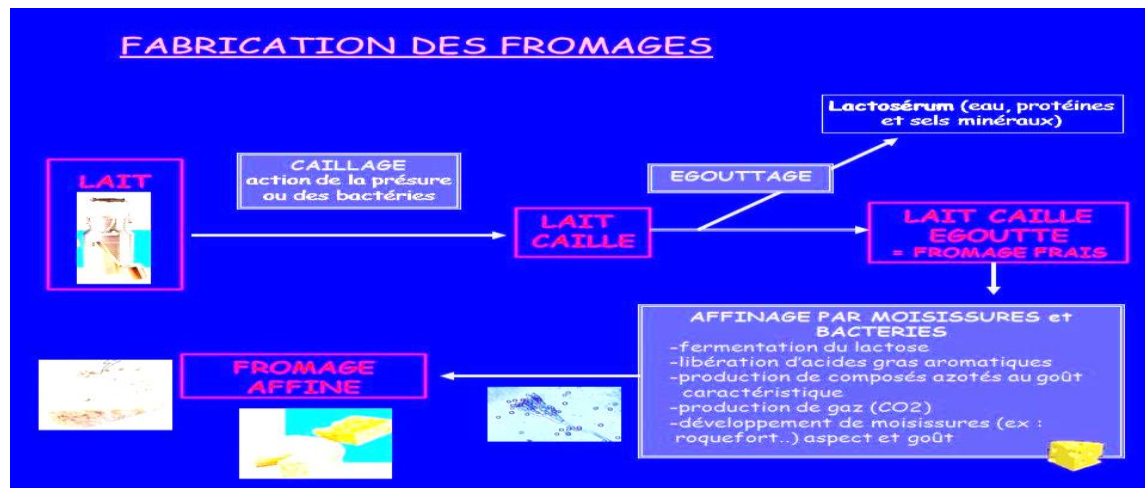 FABRICATION DES FROMAGES
Lactosérum (eau, protéines
et sels minéraux)
LAIT
CAILLAGE
action de la présure
ou des bactéries
EGOUTTAGE
LAIT
CAILLE
LAIT CAILLE
EGOUTTE
= FROMAGE FRAIS
AFFINAGE PAR MOISISSURES et
BACTERIES
-fermentation du lactose
-libération d'acides gras aromatiques
-production de composés azotés au goût
caractéristique
-production de gaz (CO2)
-développement de moisissures (ex :
roquefort..) aspect et goût
FROMAGE
AFFINE